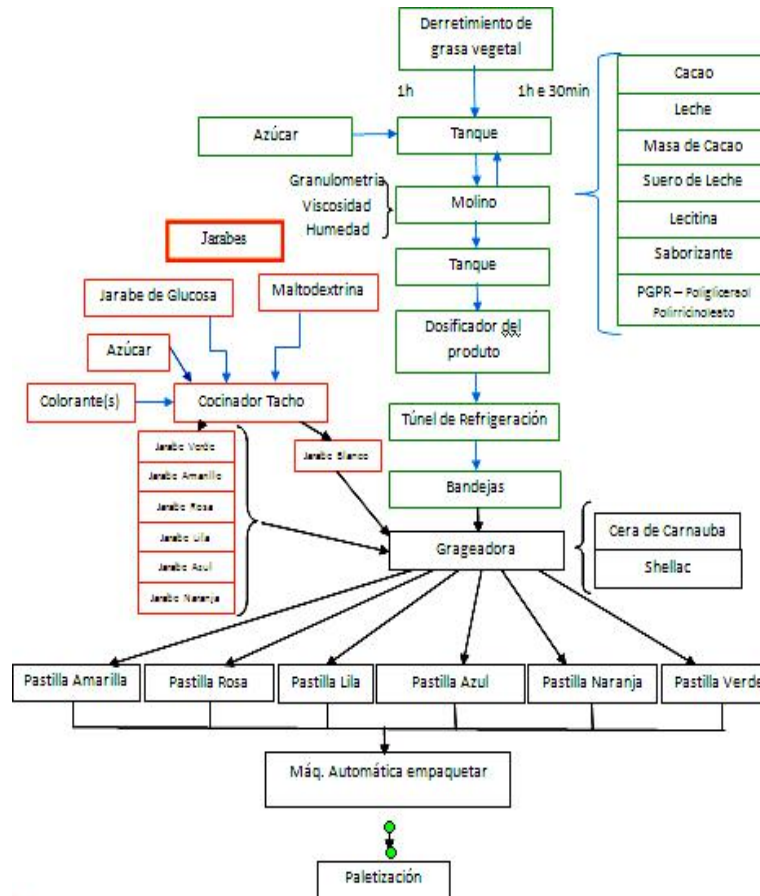 Derretimiento de
grasa vegetal
1h
1h e 30min
Azúcar
Tanque
Granulometria
Viscosidad
Humedad
Molino
Tanque
Dosificador del
produto
Túnel de Refrigeración
Bandejas
Cacao
Leche
Masa de Cacao
Suero de Leche
Lecitina
Saborizante
PGPR – Poliglicerol
Polirricinoleato
Jarabes
Jarabe de Glucosa
Maltodextrina
Azúcar
Colorante(s)
Cocinador Tacho
Jarabe Verde
Jarabe Amarillo
Jarabe Rosa
Jarabe Lila
Jarabe Azul
Jarabe Naranja
Jarabe Blanco
Grageadora
Cera de Carnauba
Shellac
Pastilla Amarilla
Pastilla Rosa
Pastilla Lila
Pastilla Azul
Pastilla Naranja
Pastilla Verde
Máq. Automática empaquetar
Paletización